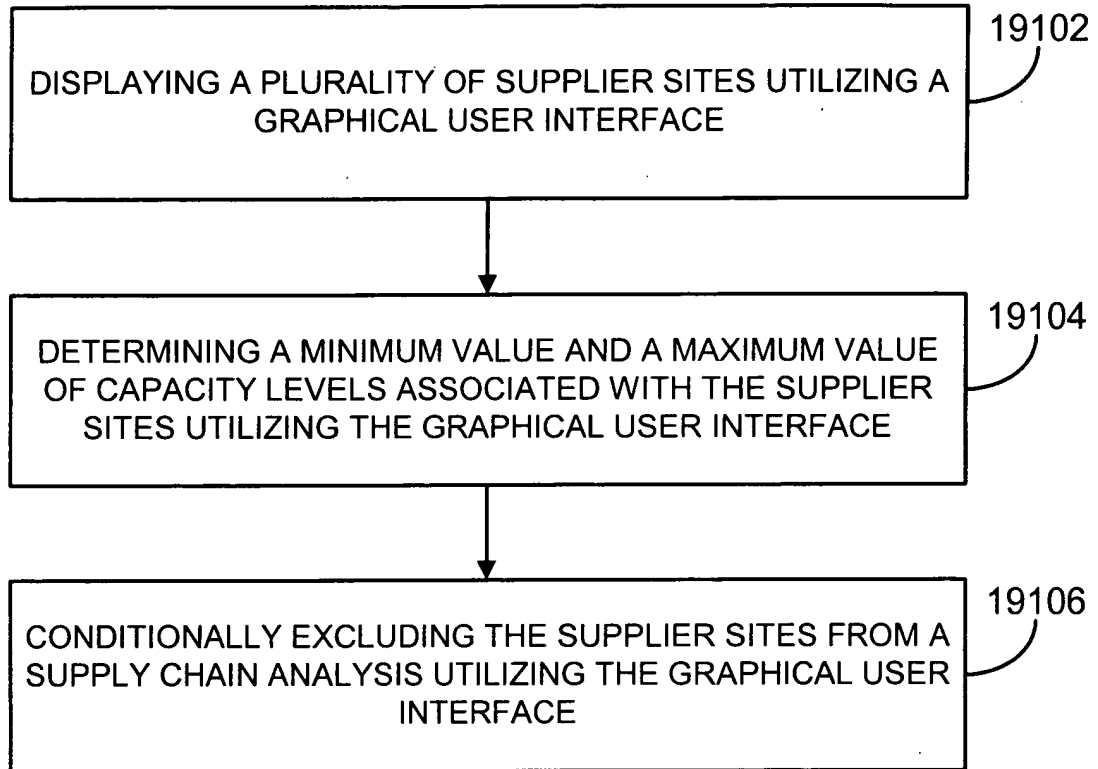 19102
DISPLAYING A PLURALITY OF SUPPLIER SITES UTILIZING A
GRAPHICAL USER INTERFACE
19104
DETERMINING A MINIMUM VALUE AND A MAXIMUM VALUE
OF CAPACITY LEVELS ASSOCIATED WITH THE SUPPLIER
SITES UTILIZING THE GRAPHICAL USER INTERFACE
19106
CONDITIONALLY EXCLUDING THE SUPPLIER SITES FROM A
SUPPLY CHAIN ANALYSIS UTILIZING THE GRAPHICAL USER
INTERFACE